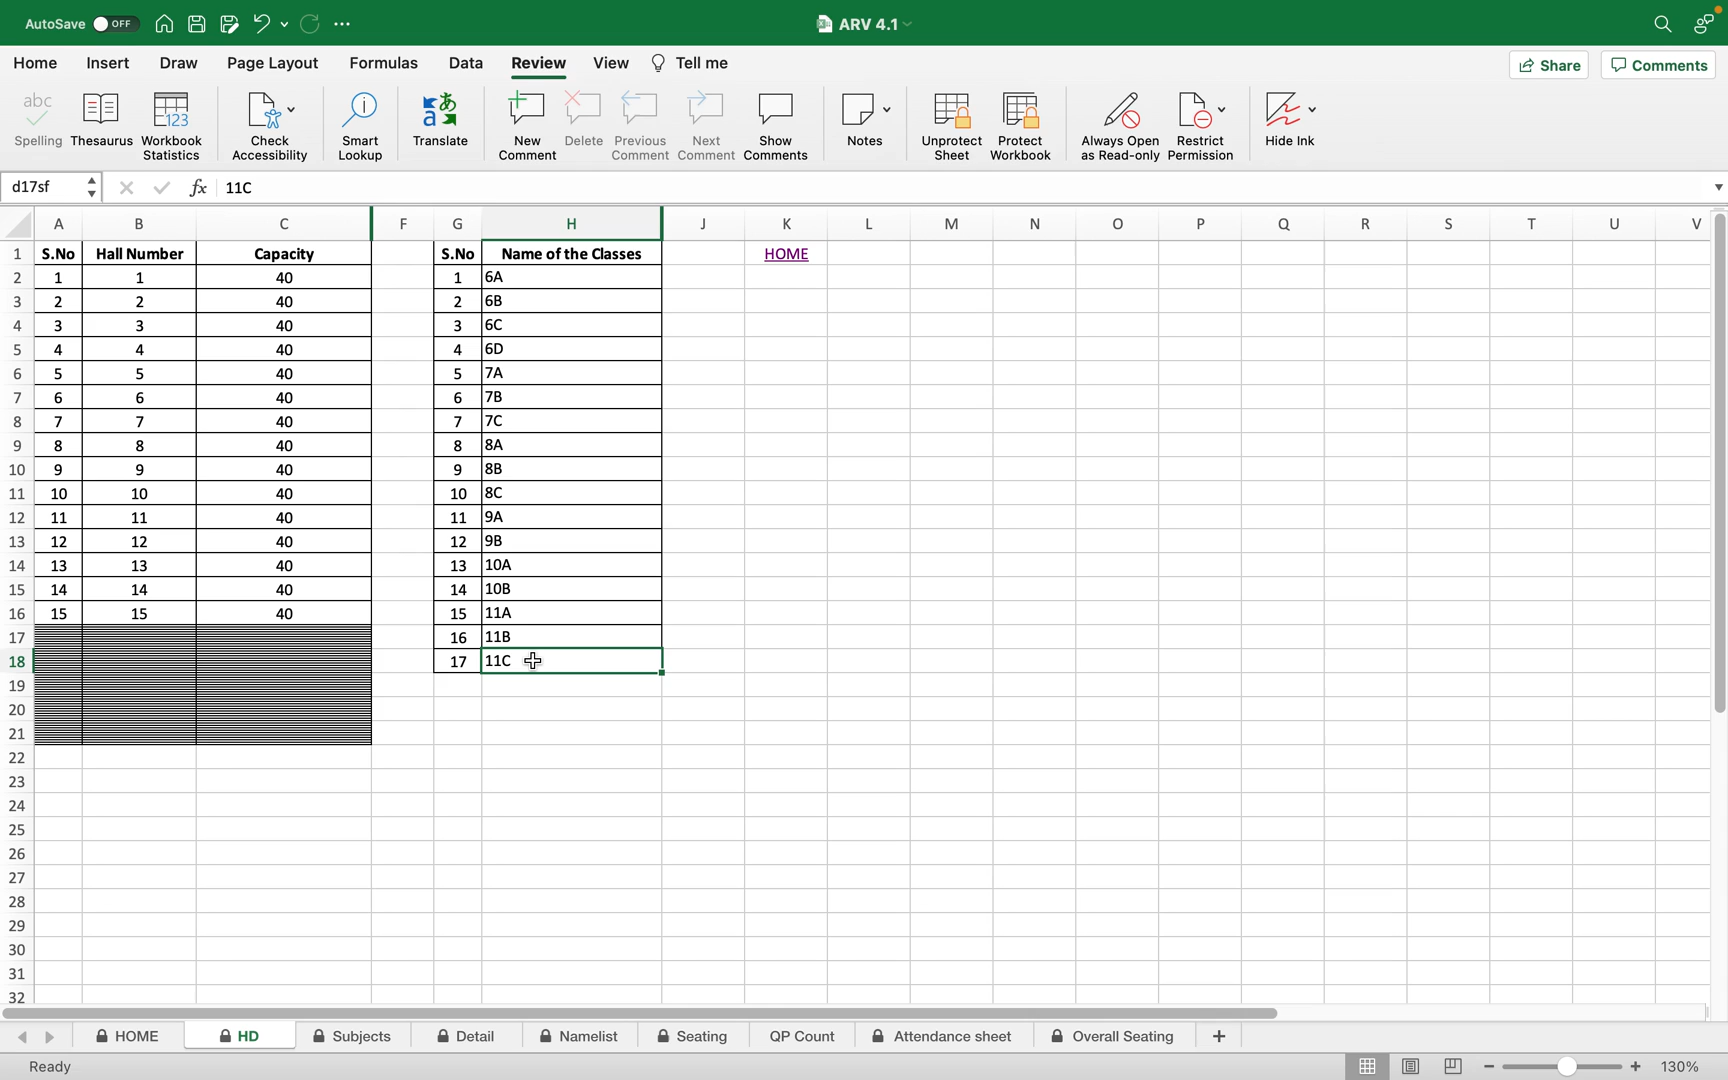 AutoSave OFF ARV 4.1
Home Insert Draw Page Layout Formulas Data Review View Tell me Share Comments
abc Spelling Thesaurus 123 Workbook Statistics Check Accessibility Smart Lookup あ Translate New Comment Delete Previous Comment Next Comment Show Comments Notes Unprotect Sheet Protect Workbook Always Open as Read-only Restrict Permission Hide Ink
d17sf fx 11C
A B C F G H J K L M N O P Q R S T U V
1 S.No Hall Number Capacity S.No Name of the Classes HOME
2 1 1 40 1 6A
3 2 2 40 2 6B
4 3 3 40 3 6C
5 4 4 40 4 6D
6 5 5 40 5 7A
7 6 6 40 6 7B
8 7 7 40 7 7C
9 8 8 40 8 8A
10 9 9 40 9 8B
11 10 10 40 10 8C
12 11 11 40 11 9A
13 12 12 40 12 9B
14 13 13 40 13 10A
15 14 14 40 14 10B
16 15 15 40 15 11A
17 16 11B
18 17 11C
19
20
21
22
23
24
25
26
27
28
29
30
31
32
HOME HD Subjects Detail Namelist Seating QP Count Attendance sheet Overall Seating +
Ready 130%